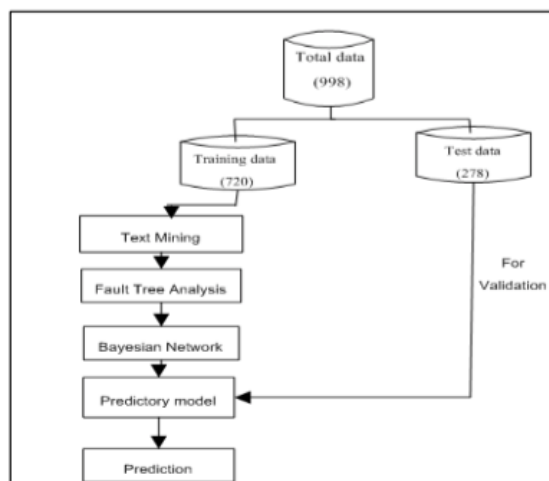 Total data
(998)
Training data
(720)
Test data
(278)
Text Mining
For
Validation
Fault Tree Analysis
Bayesian Network
Predictory model
Prediction